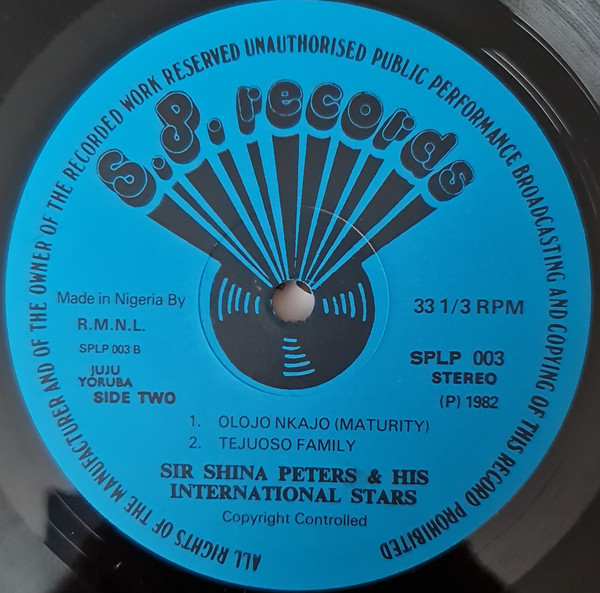 ALL RIGHTS OF THE MANUFACTURER AND OF THE OWNER OF THE RECORDED WORK RESERVED UNAUTHORISED PUBLIC PERFORMANCE BROADCASTING AND COPYING OF THIS RECORD PROHIBITED
S.P. records
Made in Nigeria By
R.M.N.L.
SPLP 003 B
JUJU
YORUBA
SIDE TWO
33 1/3 RPM
SPLP 003
STEREO
(P) 1982
1. OLOJO NKAJO (MATURITY)
2. TEJUOSO FAMILY
SIR SHINA PETERS & HIS
INTERNATIONAL STARS
Copyright Controlled